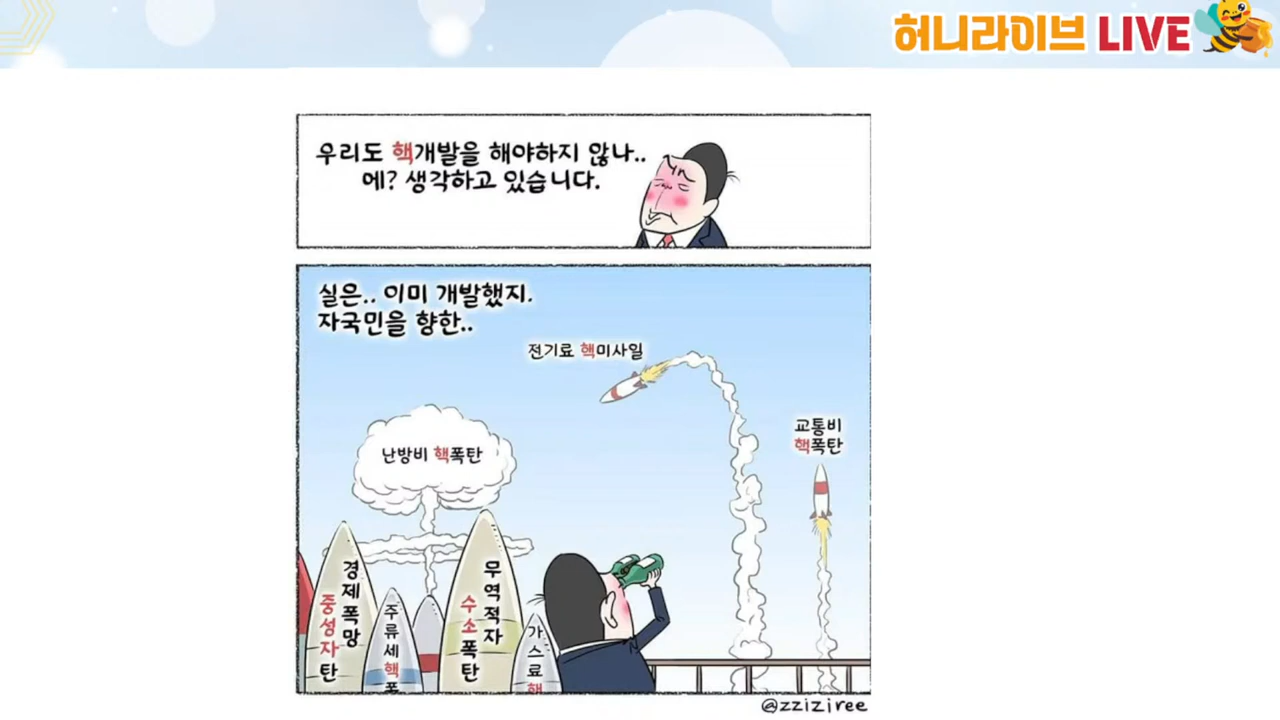 허니라이브 LIVE
우리도 핵개발을 해야하지 않나..
에? 생각하고 있습니다.
실은.. 이미 개발했지.
자국민을 향한..
전기료 핵미사일
교통비
핵폭탄
난방비 핵폭탄
경제폭망
중성자탄
주류세핵폭
무역적자
수소폭탄
가스료핵
@zziziree